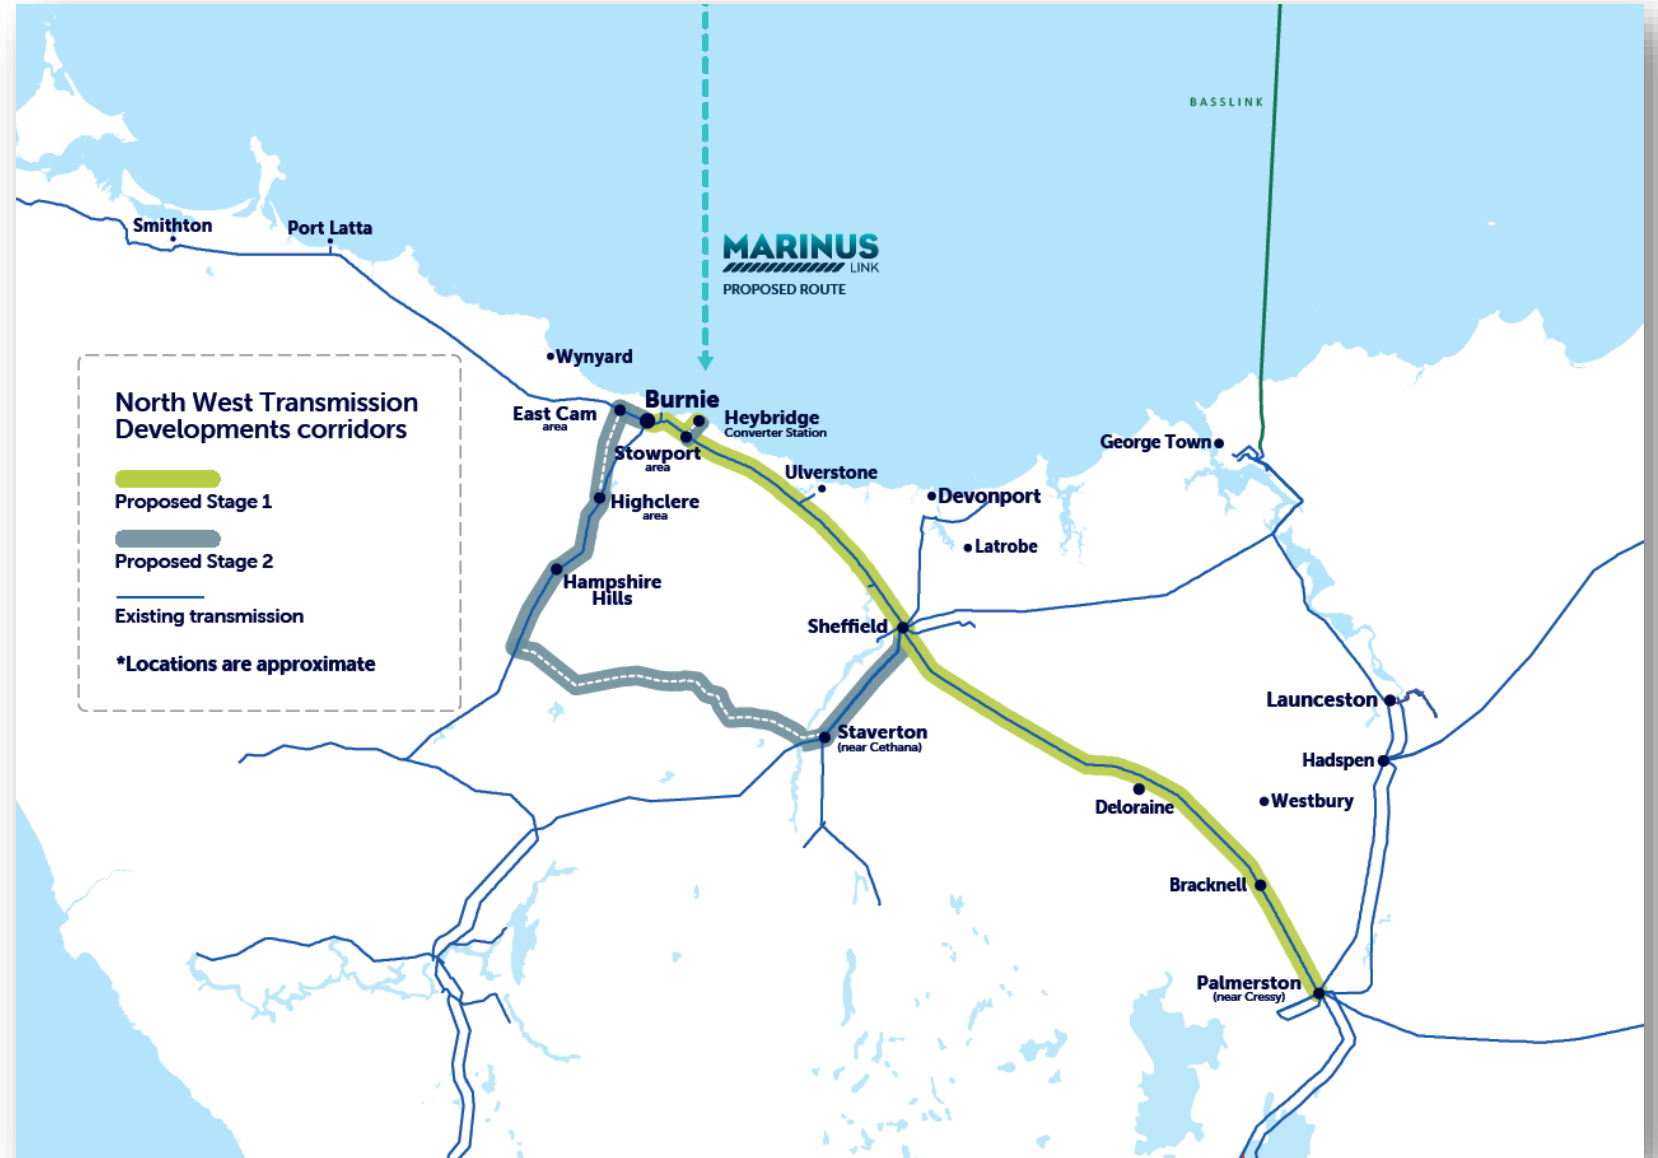 BASSLINK
Smithton
Port Latta
MARINUS
LINK
PROPOSED ROUTE
Wynyard
North West Transmission
Developments corridors
Proposed Stage 1
Proposed Stage 2
Existing transmission
*Locations are approximate
Burnie
East Cam
area
Heybridge
Converter Station
Stowport
area
George Town
Ulverstone
Highclere
area
Devonport
Latrobe
Hampshire
Hills
Sheffield
Launceston
Staverton
(near Cethana)
Hadspen
Deloraine
Westbury
Bracknell
Palmerston
(near Cressy)